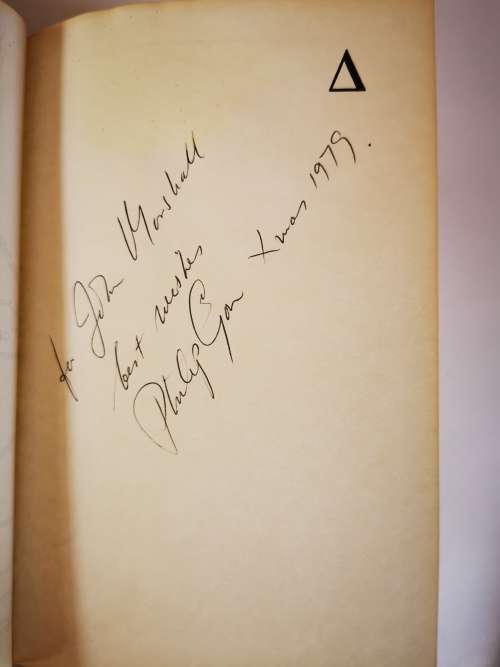 Δ
for John Marshall
best wishes
Philip
Xmas 1979.